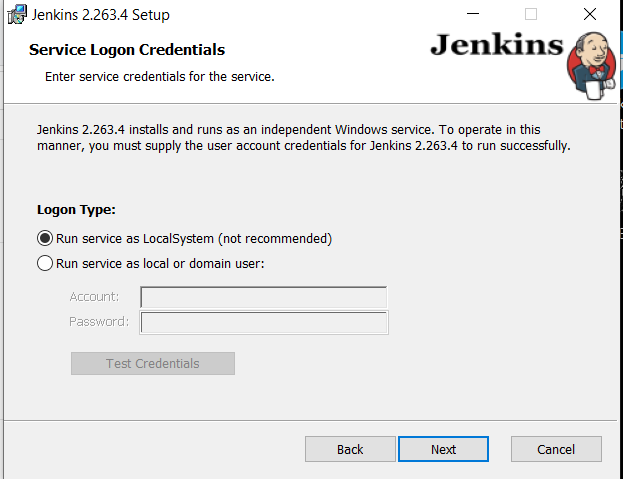 Jenkins 2.263.4 Setup
Service Logon Credentials
Enter service credentials for the service.
Jenkins
Jenkins 2.263.4 installs and runs as an independent Windows service. To operate in this
manner, you must supply the user account credentials for Jenkins 2.263.4 to run successfully.
Logon Type:
Run service as LocalSystem (not recommended)
Run service as local or domain user:
Account:
Password:
Test Credentials
Back
Next
Cancel